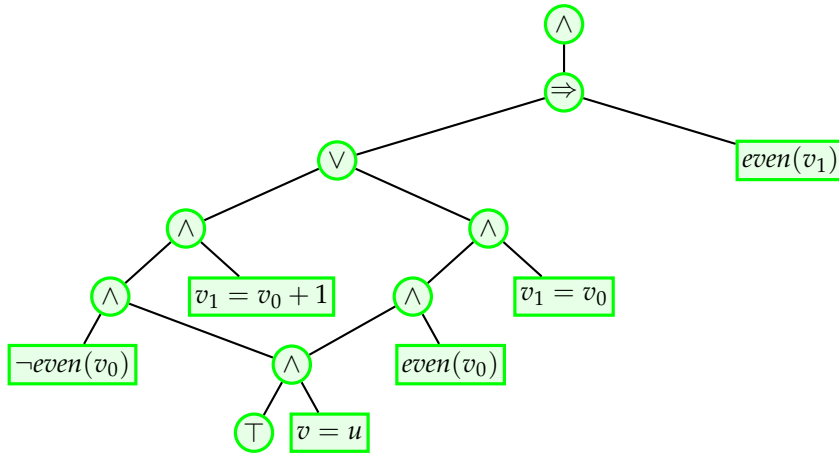 ∧
⇒
∨ even(v₁)
∧ ∧
∧ v₁ = v₀ + 1 ∧ v₁ = v₀
¬even(v₀) ∧ even(v₀)
⊤ v = u